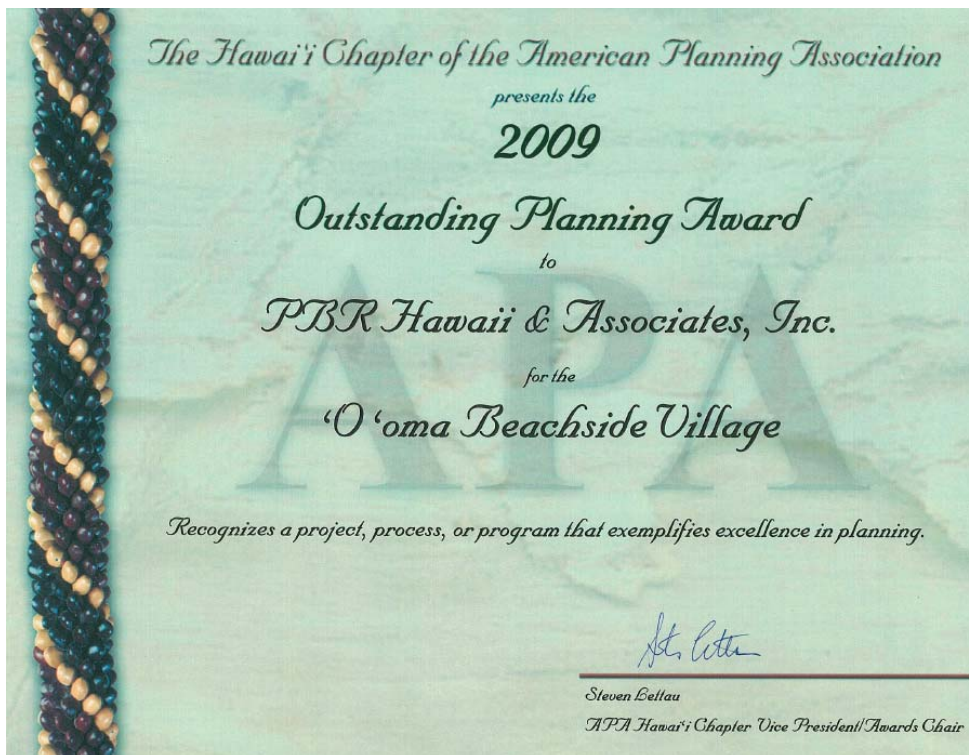 The Hawai'i Chapter of the American Planning Association
presents the
2009
Outstanding Planning Award
to
PBR Hawaii & Associates, Inc.
for the
'O 'oma Beachside Village
APA
Recognizes a project, process, or program that exemplifies excellence in planning.
Steven Lettau
APA Hawai'i Chapter Vice President/Awards Chair